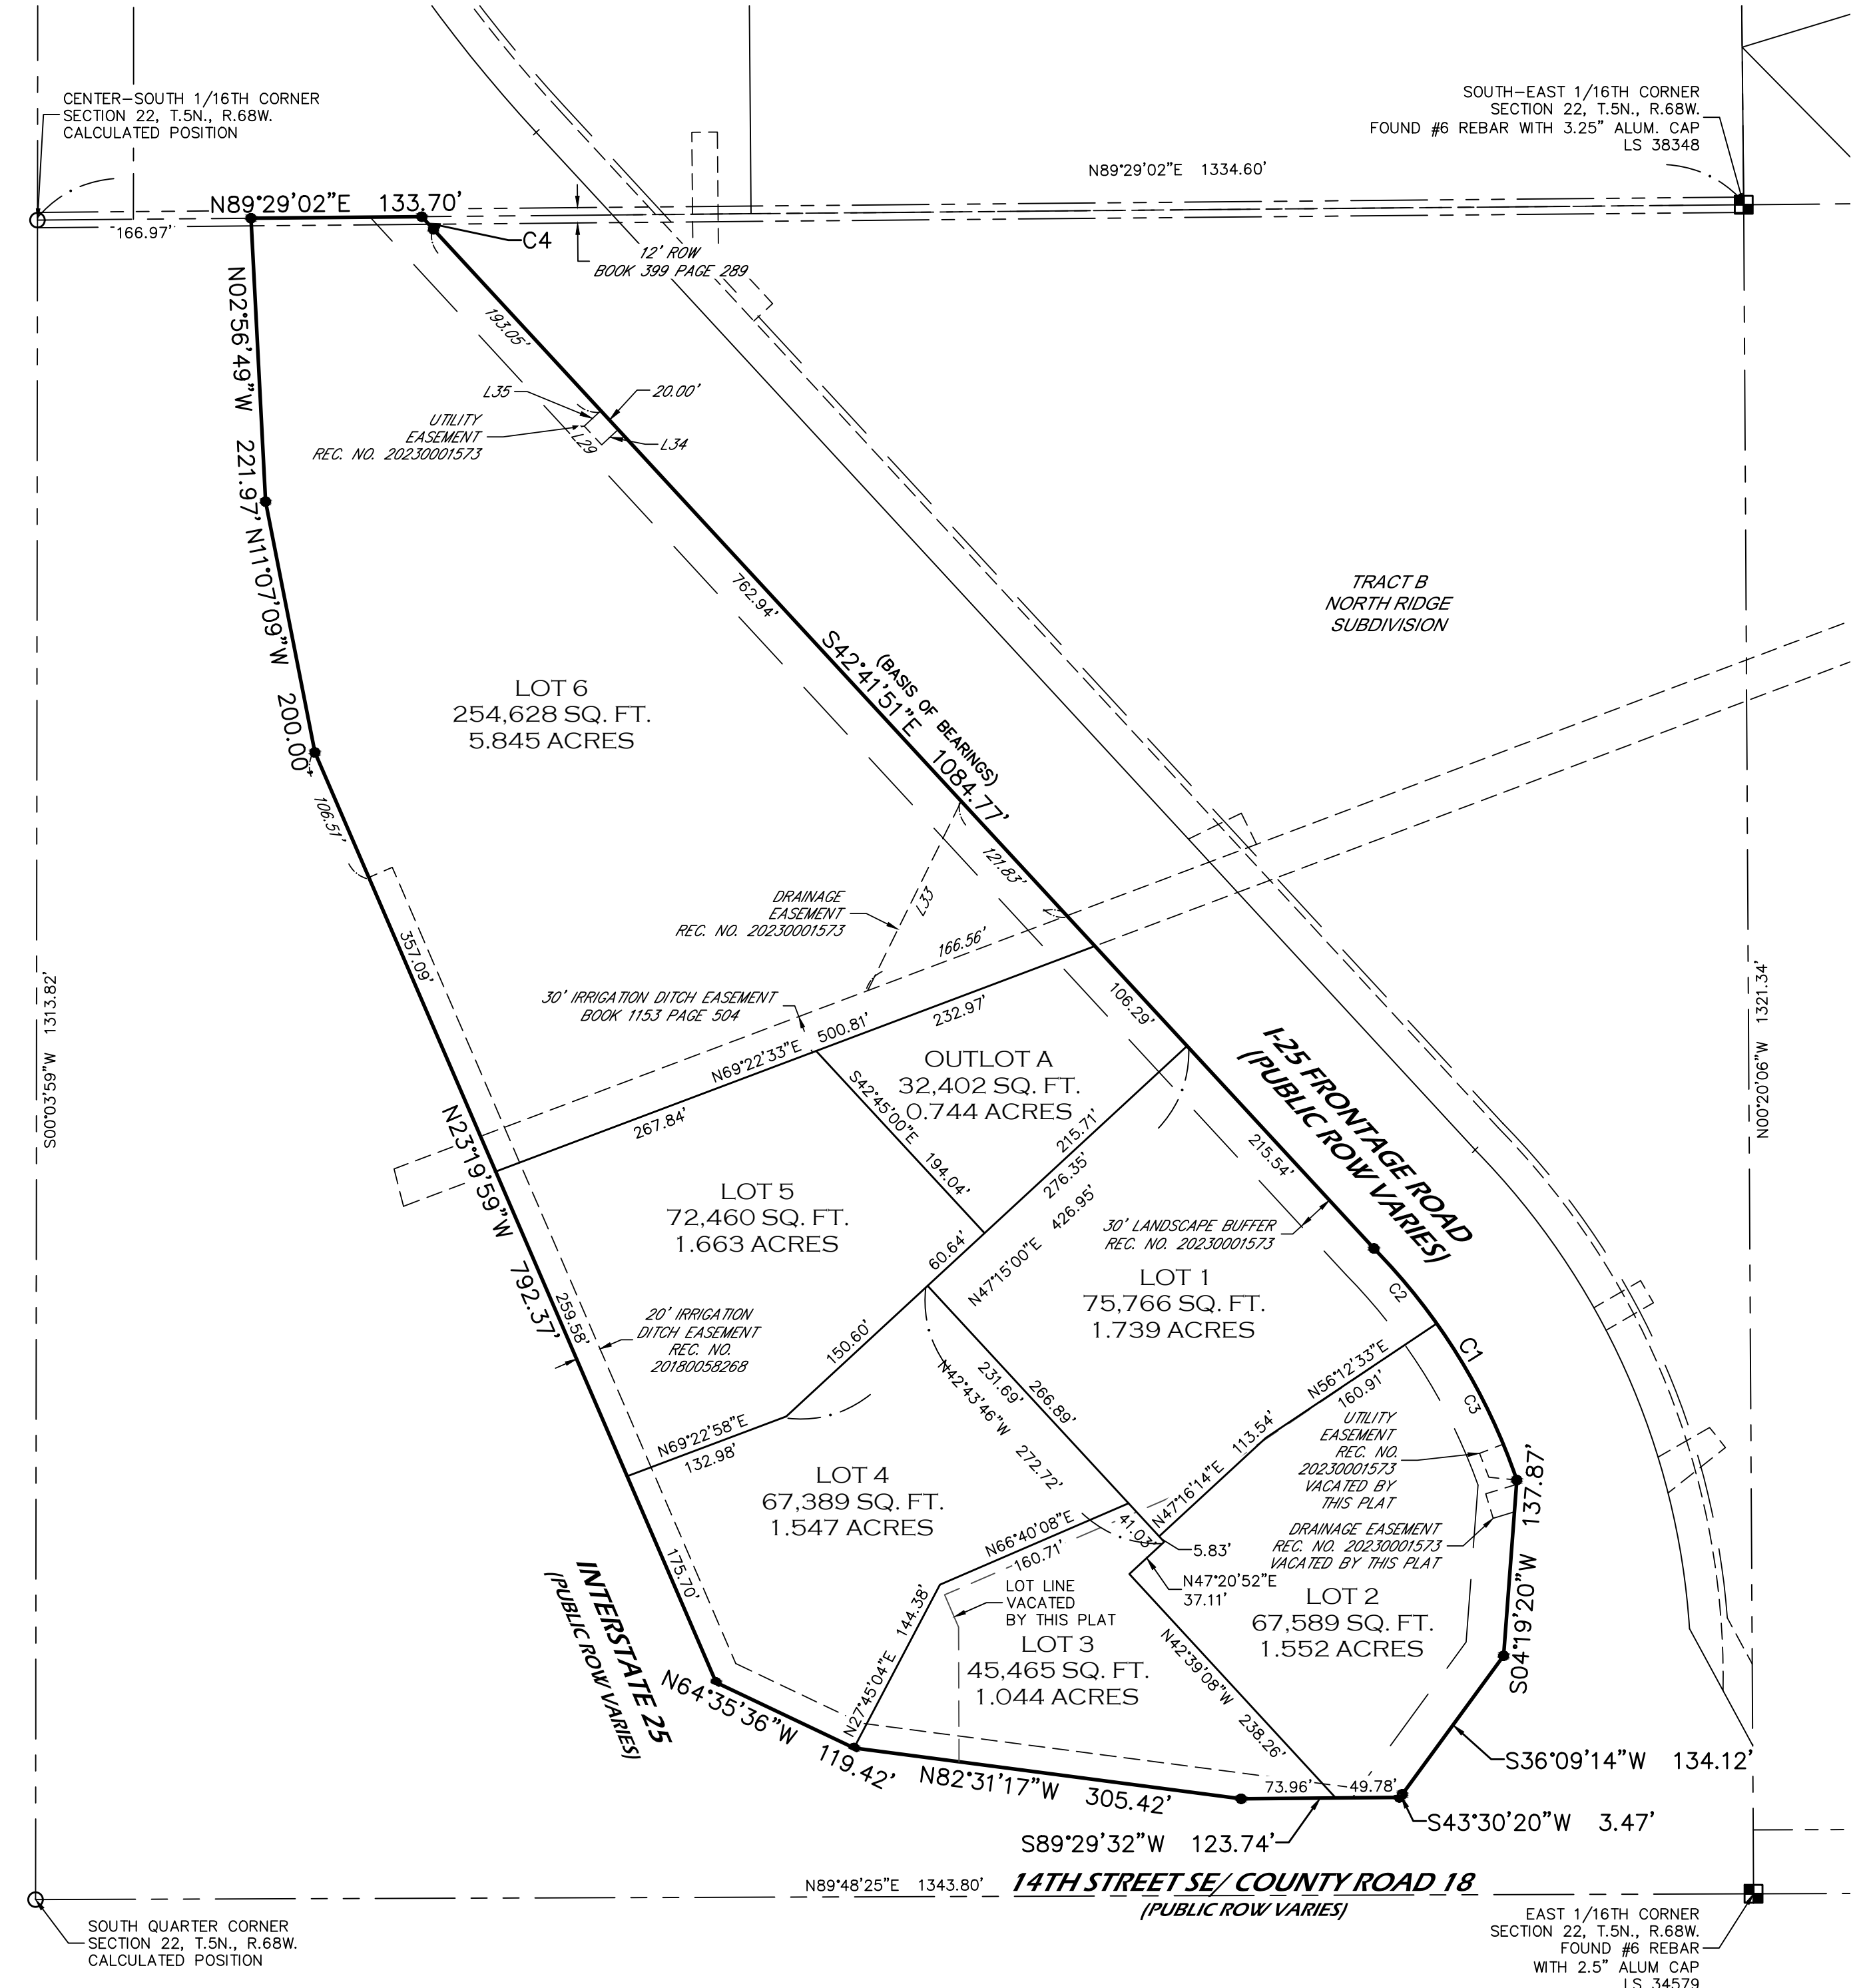 CENTER-SOUTH 1/16TH CORNER
SECTION 22, T.5N., R.68W.
CALCULATED POSITION
SOUTH-EAST 1/16TH CORNER
SECTION 22, T.5N., R.68W.
FOUND #6 REBAR WITH 3.25" ALUM. CAP
LS 38348
N89°29'02"E 1334.60'
N89°29'02"E 133.70'
166.97'
C4
12' ROW
BOOK 399 PAGE 289
N02°56'49"W 221.97'
193.05'
L35
20.00'
UTILITY
EASEMENT
REC. NO. 20230001573
L29
L34
N11°07'09"W 200.00'
762.94'
TRACT B
NORTH RIDGE
SUBDIVISION
(BASIS OF BEARINGS)
S42°41'51"E 1084.77'
LOT 6
254,628 SQ. FT.
5.845 ACRES
106.51'
121.83'
DRAINAGE
EASEMENT
REC. NO. 20230001573
L33
166.56'
357.09'
S00°03'59"W 1313.82'
N00°20'06"W 1321.34'
30' IRRIGATION DITCH EASEMENT
BOOK 1153 PAGE 504
106.29'
232.97'
N69°22'33"E 500.81'
267.84'
OUTLOT A
32,402 SQ. FT.
0.744 ACRES
S42°45'00"E 194.04'
215.71'
I-25 FRONTAGE ROAD
(PUBLIC ROW VARIES)
N23°19'59"W 792.37'
276.35'
215.54'
LOT 5
72,460 SQ. FT.
1.663 ACRES
60.64'
N47°15'00"E 426.95'
30' LANDSCAPE BUFFER
REC. NO. 20230001573
LOT 1
75,766 SQ. FT.
1.739 ACRES
C2
259.58'
20' IRRIGATION
DITCH EASEMENT
REC. NO.
20180058268
150.60'
C1
N56°12'33"E
160.91'
231.69'
266.89'
N42°43'46"W 272.72'
C3
UTILITY
EASEMENT
REC. NO.
20230001573
VACATED BY
THIS PLAT
N69°22'58"E
132.98'
N47°16'14"E 113.54'
LOT 4
67,389 SQ. FT.
1.547 ACRES
S04°19'20"W 137.87'
41.03'
5.83'
DRAINAGE EASEMENT
REC. NO. 20230001573
VACATED BY THIS PLAT
N66°40'08"E
160.71'
N47°20'52"E
37.11'
175.70'
LOT LINE
VACATED
BY THIS PLAT
LOT 2
67,589 SQ. FT.
1.552 ACRES
INTERSTATE 25
(PUBLIC ROW VARIES)
N27°45'04"E 144.38'
LOT 3
45,465 SQ. FT.
1.044 ACRES
N42°39'08"W 238.26'
N64°35'36"W 119.42'
N82°31'17"W 305.42'
73.96'
49.78'
S36°09'14"W 134.12'
S43°30'20"W 3.47'
S89°29'32"W 123.74'
N89°48'25"E 1343.80'
14TH STREET SE/ COUNTY ROAD 18
(PUBLIC ROW VARIES)
SOUTH QUARTER CORNER
SECTION 22, T.5N., R.68W.
CALCULATED POSITION
EAST 1/16TH CORNER
SECTION 22, T.5N., R.68W.
FOUND #6 REBAR
WITH 2.5" ALUM CAP
LS 34579